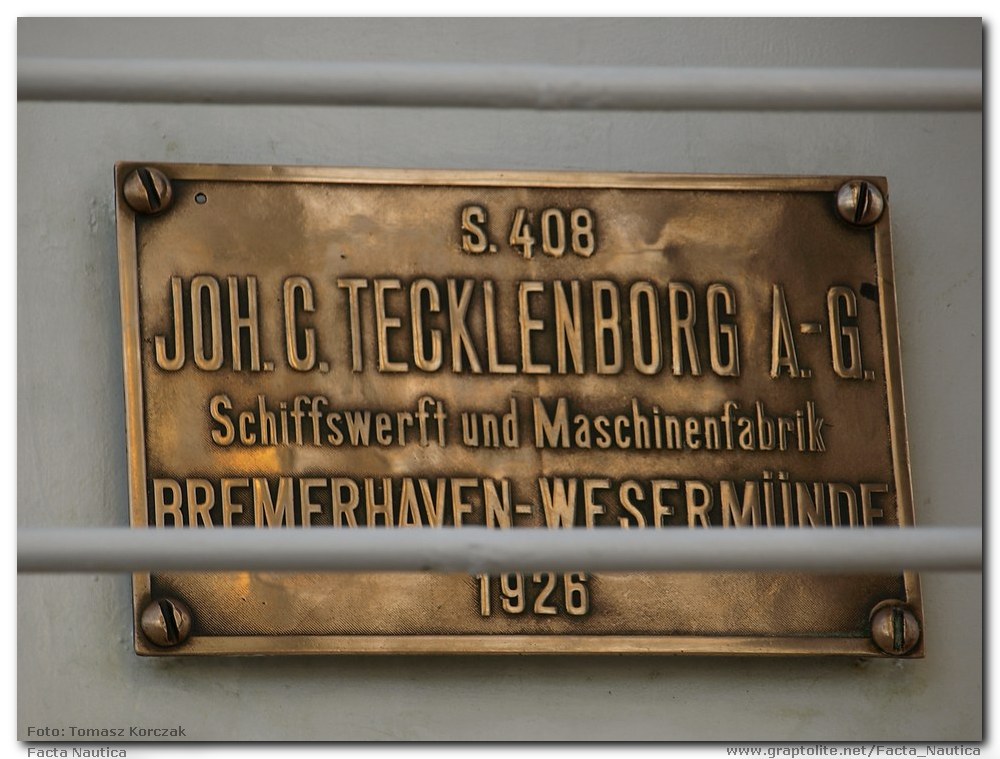 S. 408
JOH. C. TECKLENBORG A.-G.
Schiffswerft und Maschinenfabrik
BREMERHAVEN-WESERMÜNDE
1926
Foto: Tomasz Korczak
Facta Nautica
www.graptolite.net/Facta_Nautica